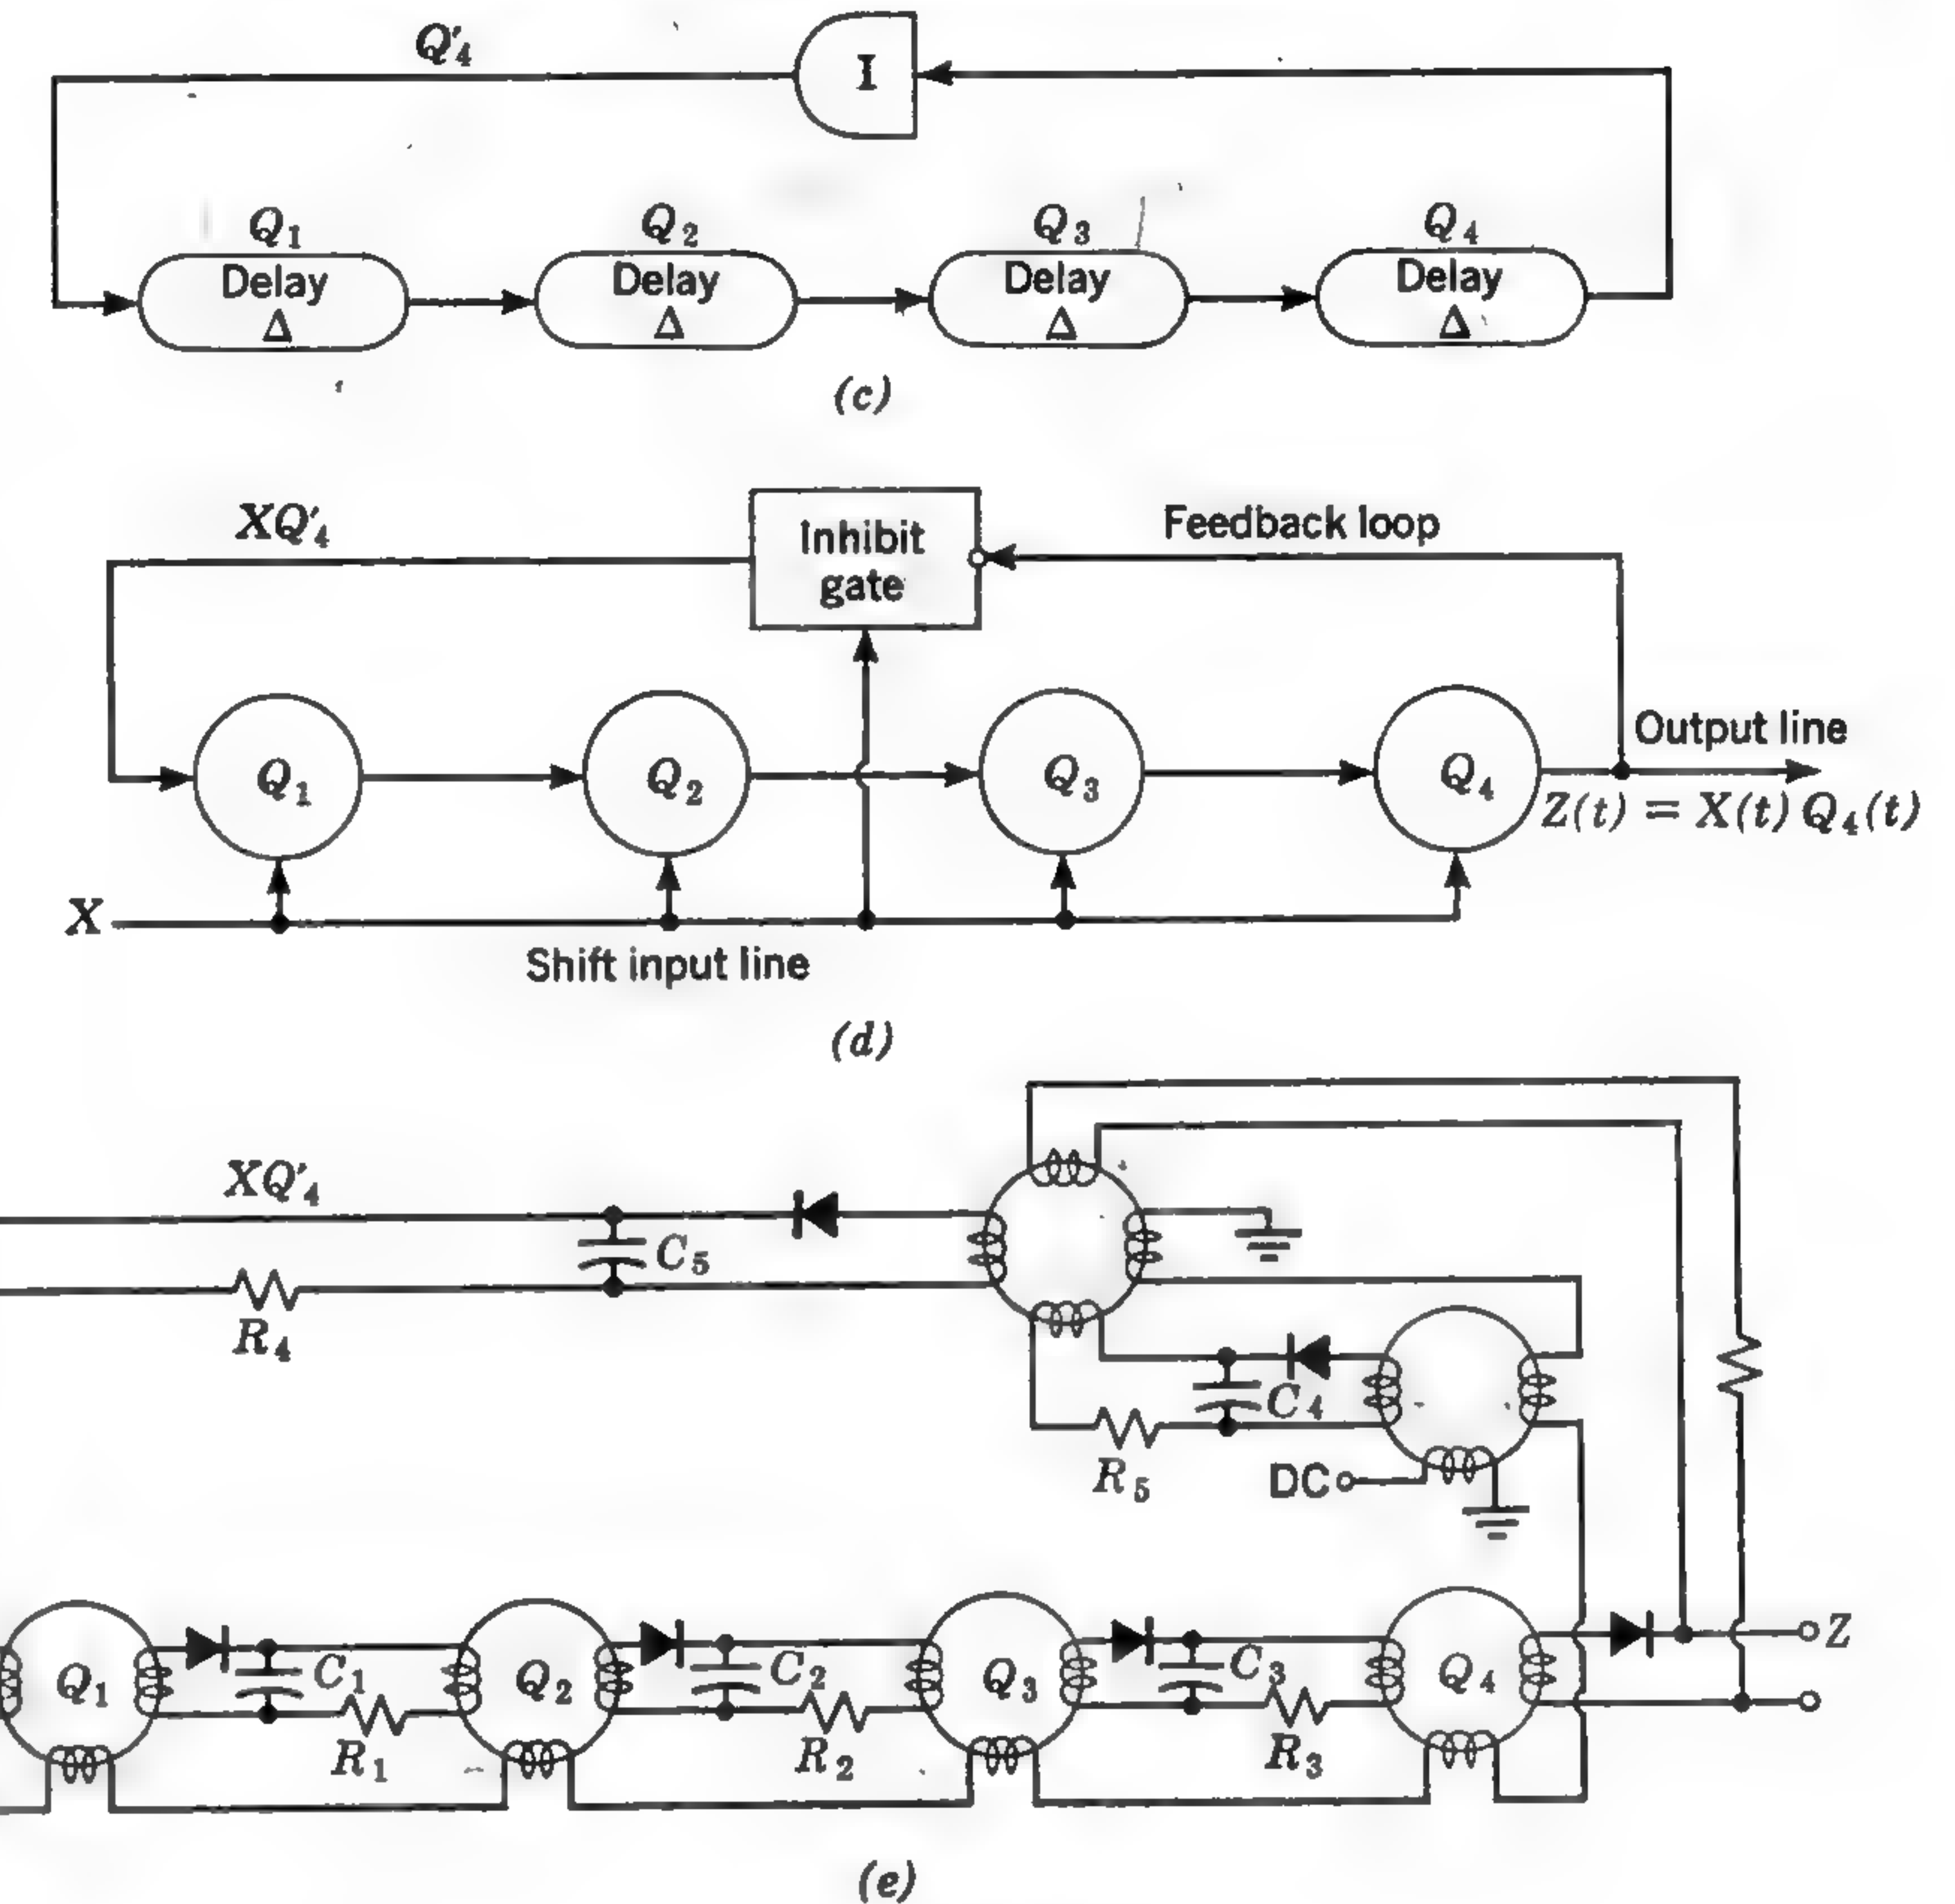 Q′₄
I
Q₁
Q₂
Q₃
Q₄
Delay
Δ
Delay
Δ
Delay
Δ
Delay
Δ
(c)
XQ′₄
Inhibit
gate
Feedback loop
Q₁
Q₂
Q₃
Q₄
Output line
Z(t) = X(t) Q₄(t)
X
Shift input line
(d)
XQ′₄
C₅
R₄
C₄
R₅
DC
Q₁
C₁
R₁
Q₂
C₂
R₂
Q₃
C₃
R₃
Q₄
Z
(e)